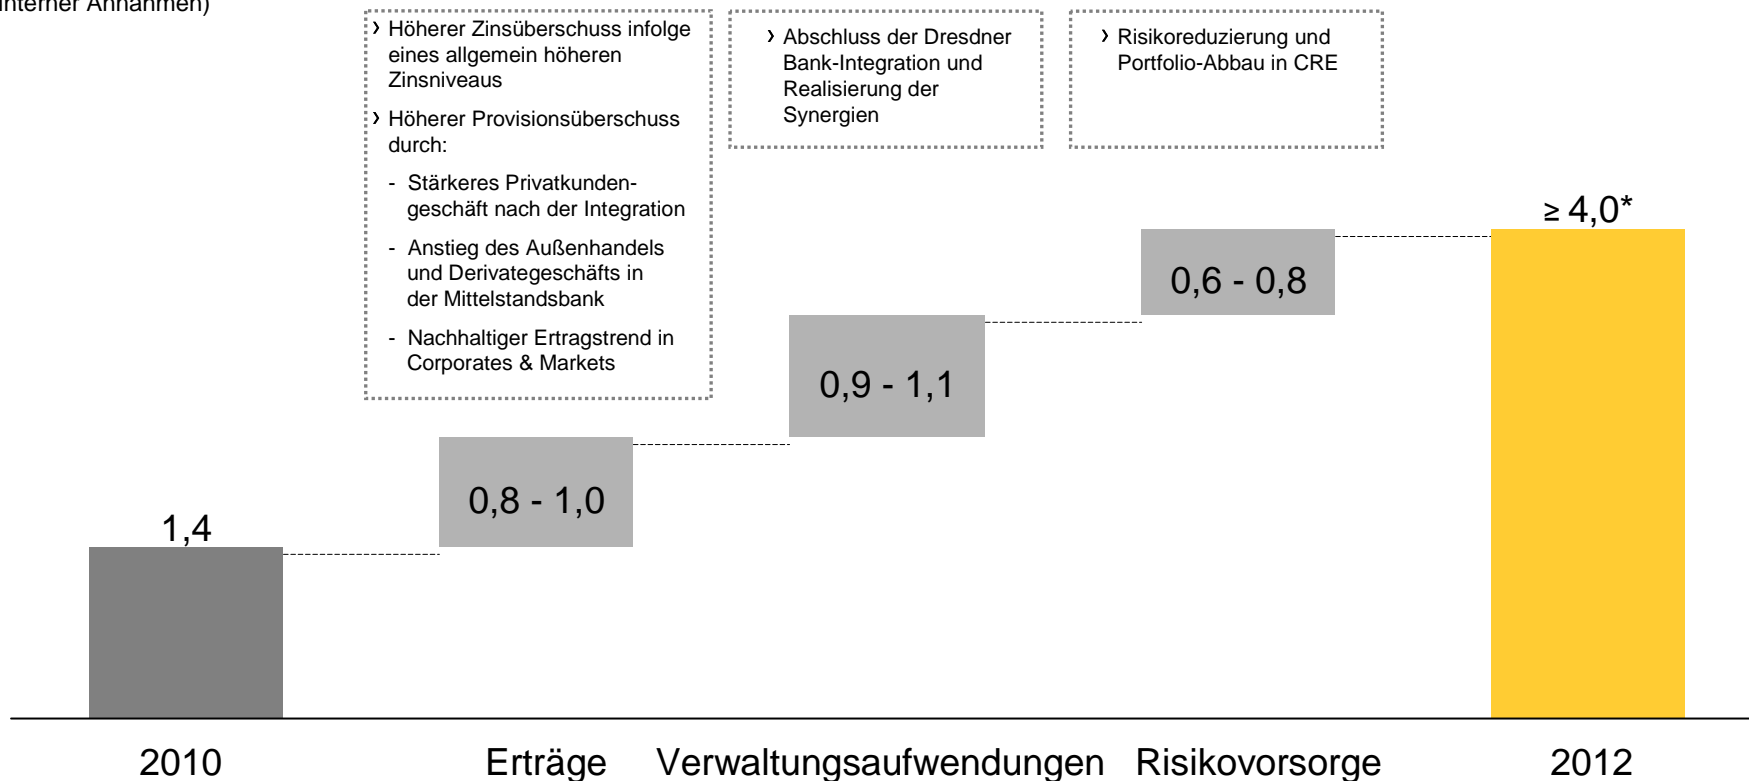 interner Annahmen)
› Höherer Zinsüberschuss infolge
eines allgemein höheren
Zinsniveaus
› Höherer Provisionsüberschuss
durch:
- Stärkeres Privatkunden-
geschäft nach der Integration
- Anstieg des Außenhandels
und Derivategeschäfts in
der Mittelstandsbank
- Nachhaltiger Ertragstrend in
Corporates & Markets
› Abschluss der Dresdner
Bank-Integration und
Realisierung der
Synergien
› Risikoreduzierung und
Portfolio-Abbau in CRE
1,4
0,8 - 1,0
0,9 - 1,1
0,6 - 0,8
≥ 4,0*
2010 Erträge Verwaltungsaufwendungen Risikovorsorge 2012